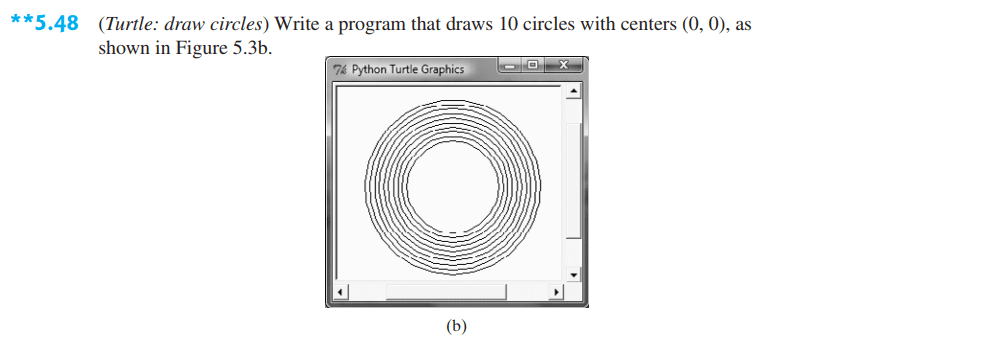 **5.48 (Turtle: draw circles) Write a program that draws 10 circles with centers (0, 0), as
shown in Figure 5.3b.
Python Turtle Graphics
(b)